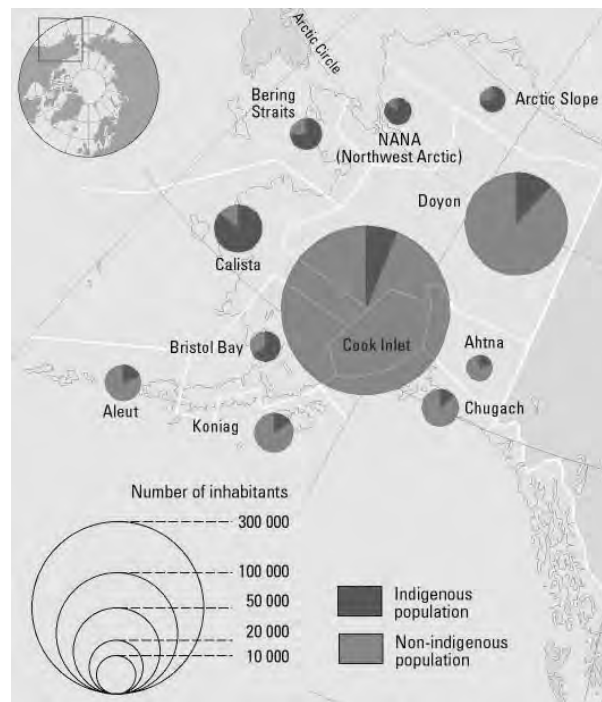 Arctic Circle
Bering
Straits
NANA
(Northwest Arctic)
Arctic Slope
Doyon
Calista
Bristol Bay
Cook Inlet
Ahtna
Aleut
Koniag
Chugach
Number of inhabitants
300 000
100 000
50 000
20 000
10 000
Indigenous
population
Non-indigenous
population